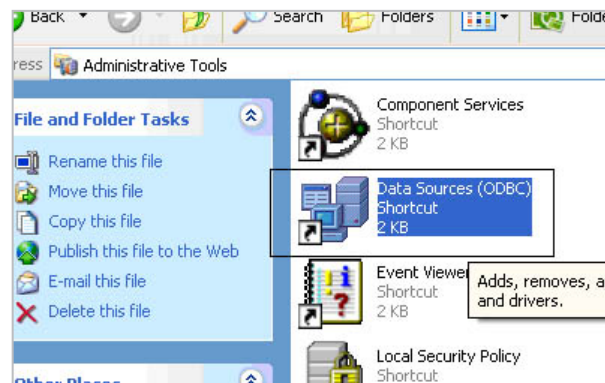 Back
Search
Folders
ress
Administrative Tools
File and Folder Tasks
Rename this file
Move this file
Copy this file
Publish this file to the Web
E-mail this file
Delete this file
Component Services
Shortcut
2 KB
Data Sources (ODBC)
Shortcut
2 KB
Event Viewer
Shortcut
2 KB
Adds, removes, a
and drivers.
Local Security Policy
Shortcut
Other Places